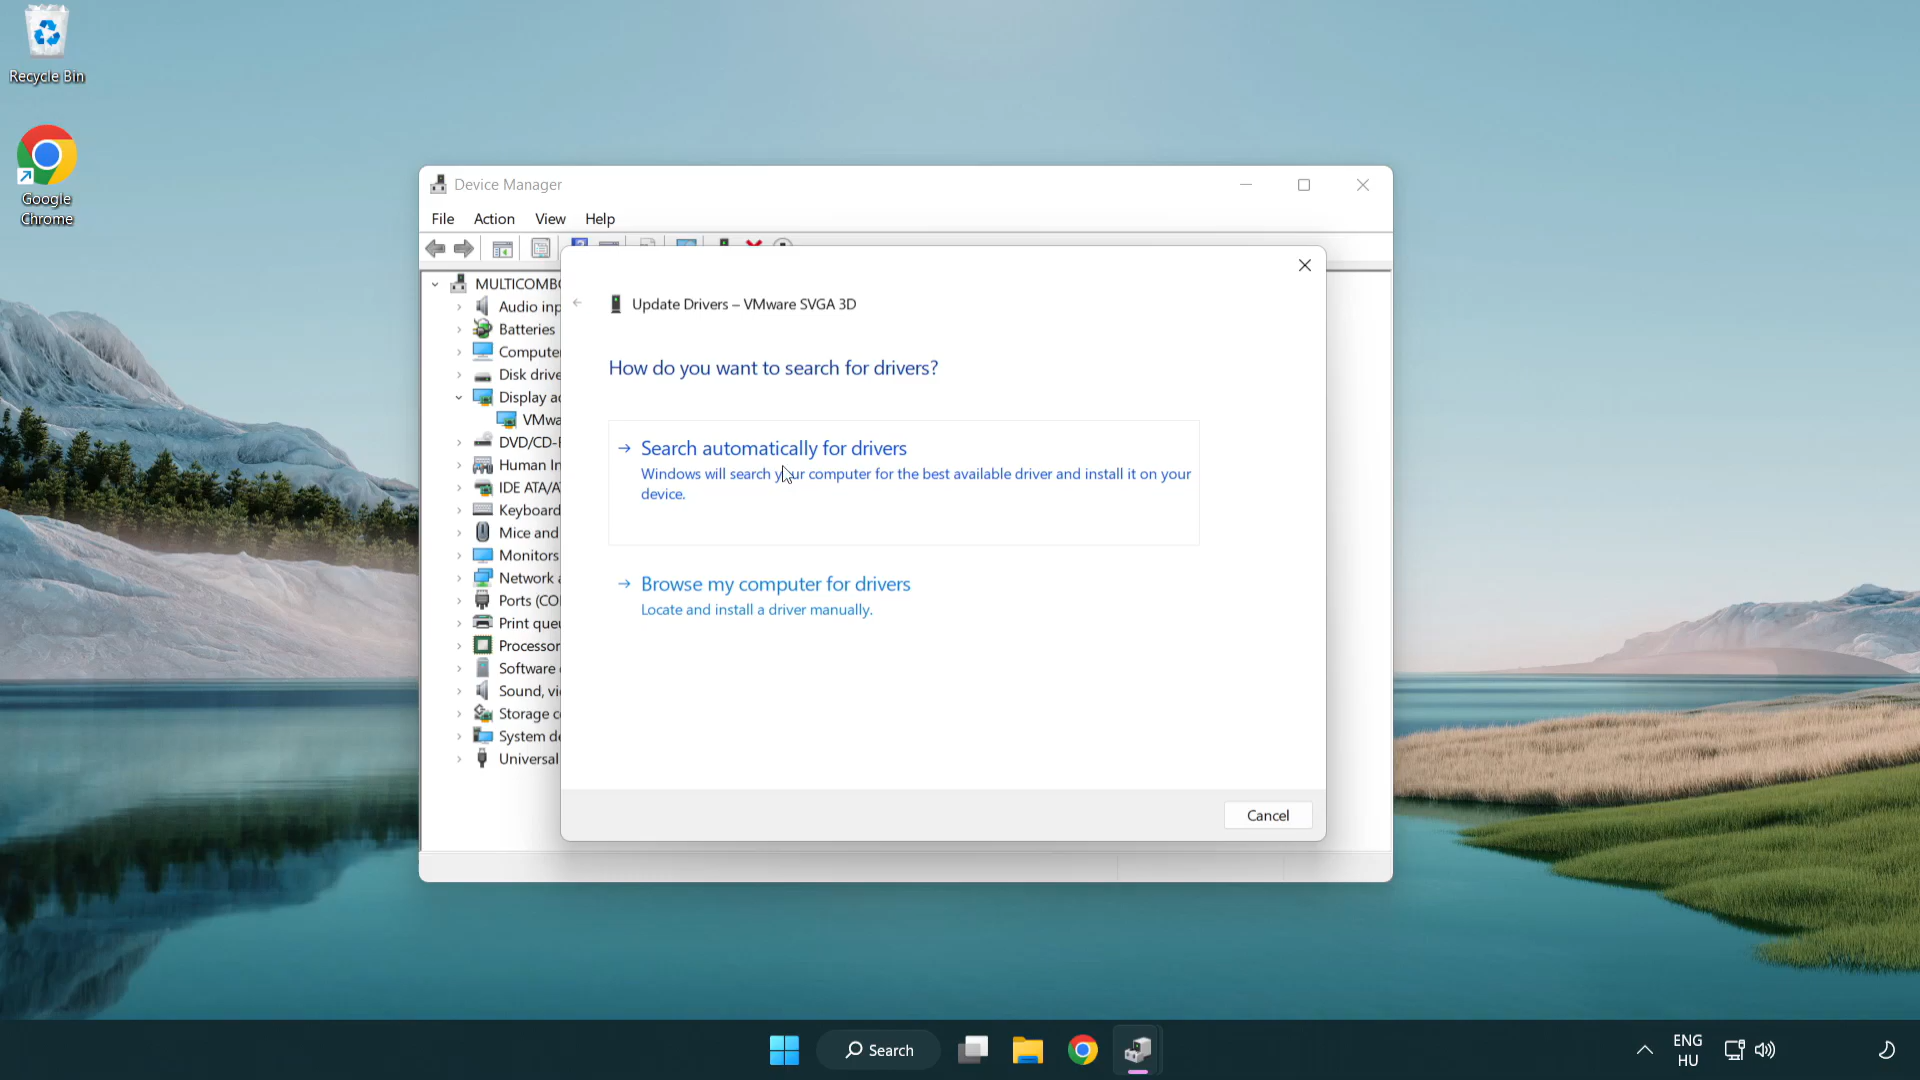 Recycle Bin
Google
Chrome
Device Manager
File Action View Help
MULTICOMBO
Audio inp
Batteries
Compute
Disk drive
Display a
VMwa
DVD/CD-
Human In
IDE ATA/A
Keyboard
Mice and
Monitors
Network a
Ports (CO
Print que
Processor
Software
Sound, vi
Storage c
System de
Universal
Update Drivers – VMware SVGA 3D
How do you want to search for drivers?
Search automatically for drivers
Windows will search your computer for the best available driver and install it on your
device.
Browse my computer for drivers
Locate and install a driver manually.
Cancel
Search
ENG
HU